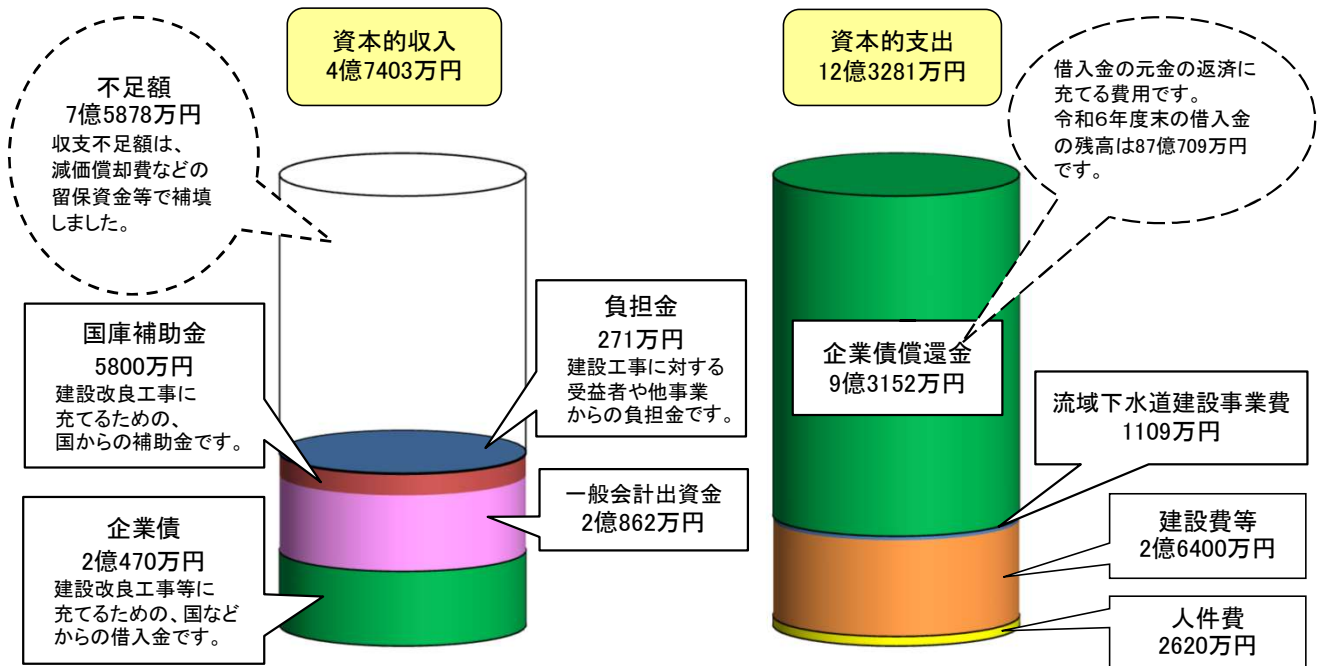 資本的収入
4億7403万円
不足額
7億5878万円
収支不足額は、
減価償却費などの
留保資金等で補填
しました。
国庫補助金
5800万円
建設改良工事に
充てるための、
国からの補助金です。
負担金
271万円
建設工事に対する
受益者や他事業
からの負担金です。
一般会計出資金
2億862万円
企業債
2億470万円
建設改良工事等に
充てるための、国など
からの借入金です。
資本的支出
12億3281万円
借入金の元金の返済に
充てる費用です。
令和6年度末の借入金
の残高は87億709万円
です。
企業債償還金
9億3152万円
流域下水道建設事業費
1109万円
建設費等
2億6400万円
人件費
2620万円